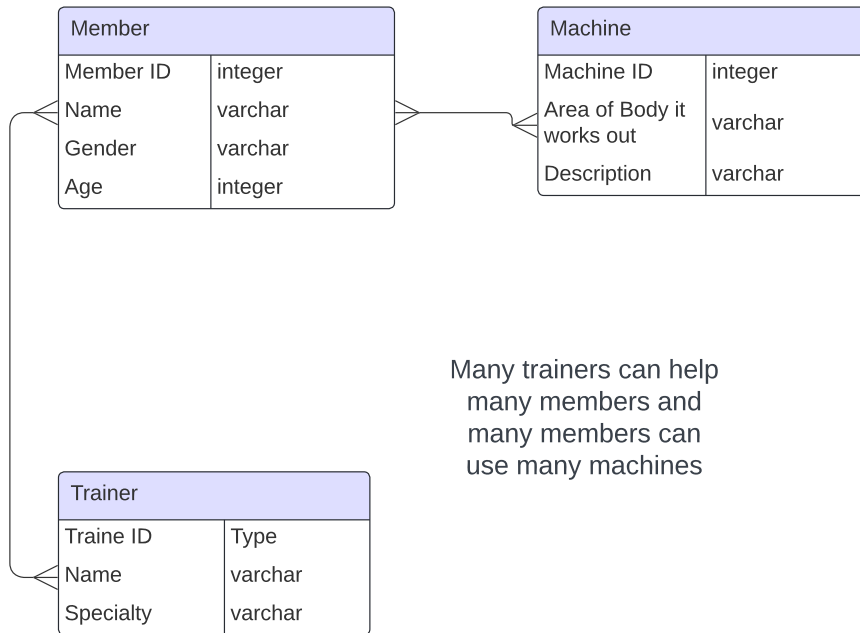 Member
Member ID integer
Name varchar
Gender varchar
Age integer
Machine
Machine ID integer
Area of Body it
works out varchar
Description varchar
Many trainers can help
many members and
many members can
use many machines
Trainer
Traine ID Type
Name varchar
Specialty varchar